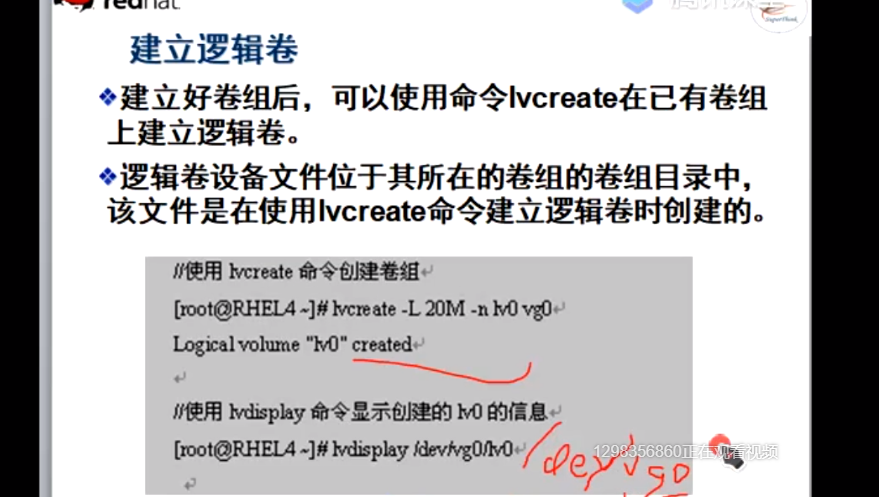 redhat
建立逻辑卷
建立好卷组后，可以使用命令lvcreate在已有卷组
上建立逻辑卷。
逻辑卷设备文件位于其所在的卷组的卷组目录中，
该文件是在使用lvcreate命令建立逻辑卷时创建的。
//使用 lvcreate 命令创建卷组
[root@RHEL4 ~]# lvcreate -L 20M -n lv0 vg0
Logical volume "lv0" created
//使用 lvdisplay 命令显示创建的 lv0 的信息
[root@RHEL4 ~]# lvdisplay /dev/vg0/lv0
/dev/vg0
1298356860正在观看视频